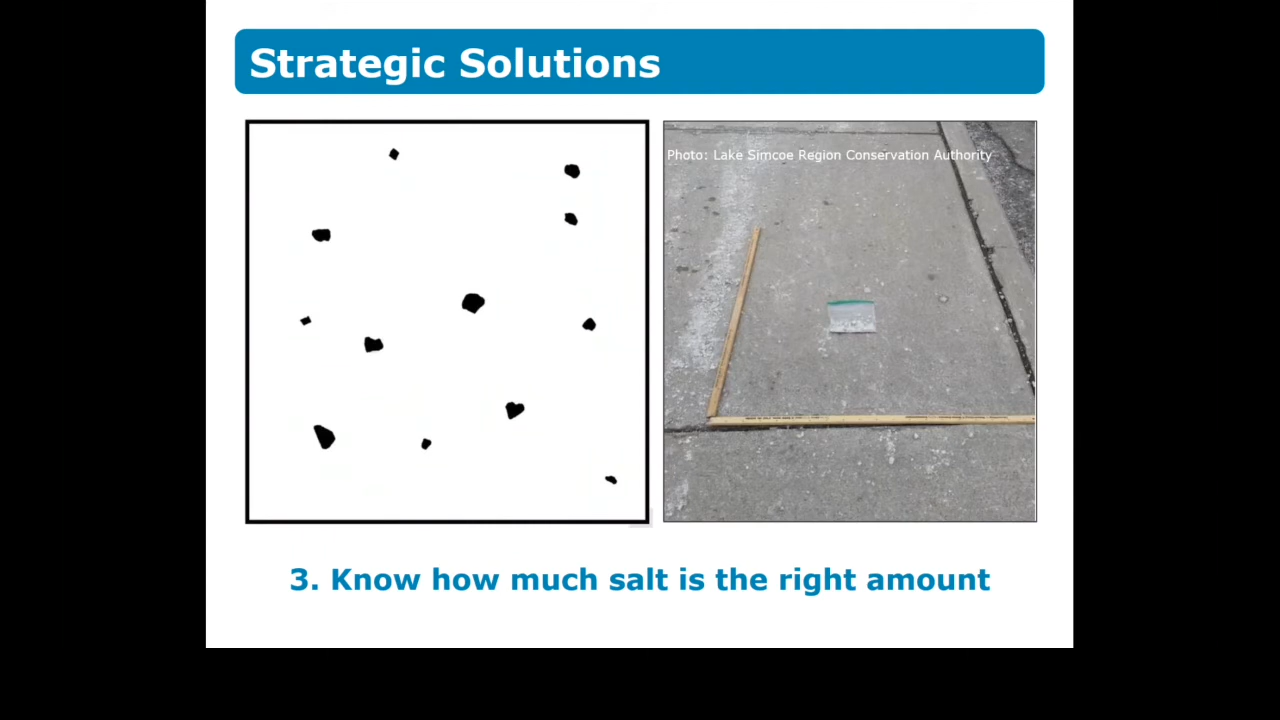 Strategic Solutions
Photo: Lake Simcoe Region Conservation Authority
3. Know how much salt is the right amount